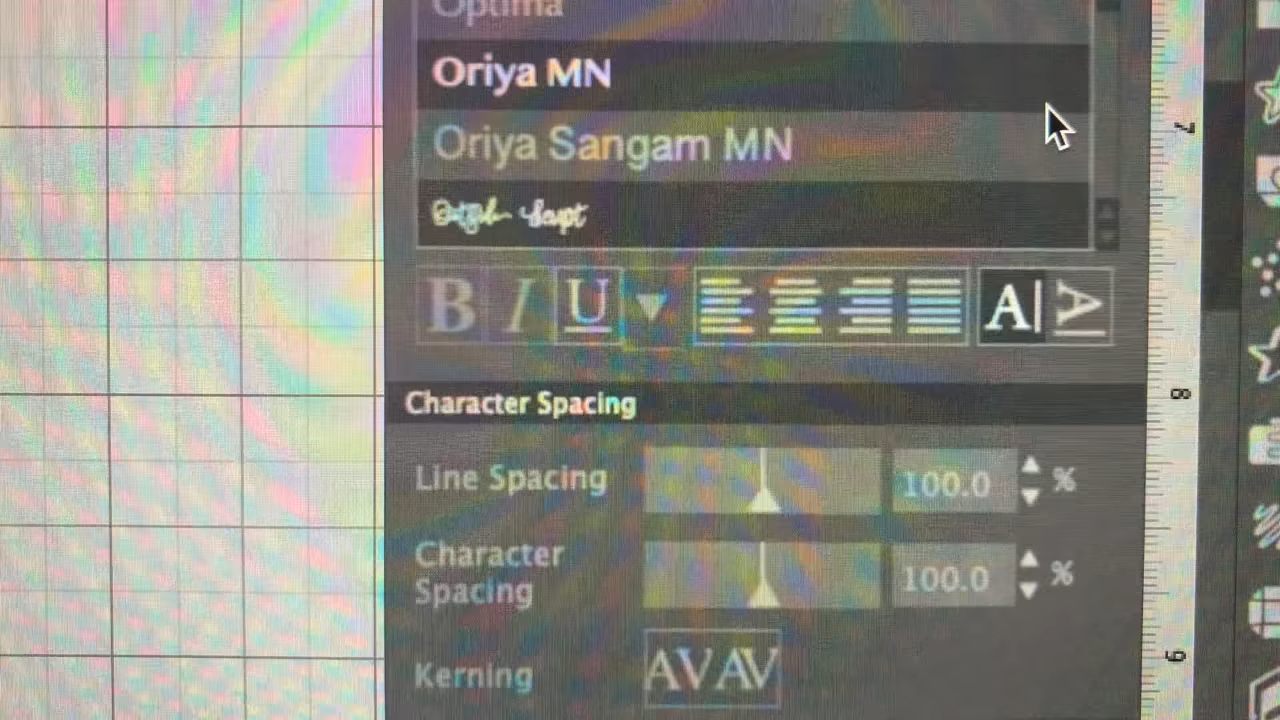 Optima
Oriya MN
Oriya Sangam MN
Script
B I U A A
Character Spacing
Line Spacing 100.0 %
Character
Spacing 100.0 %
Kerning AVAV
7
8
9